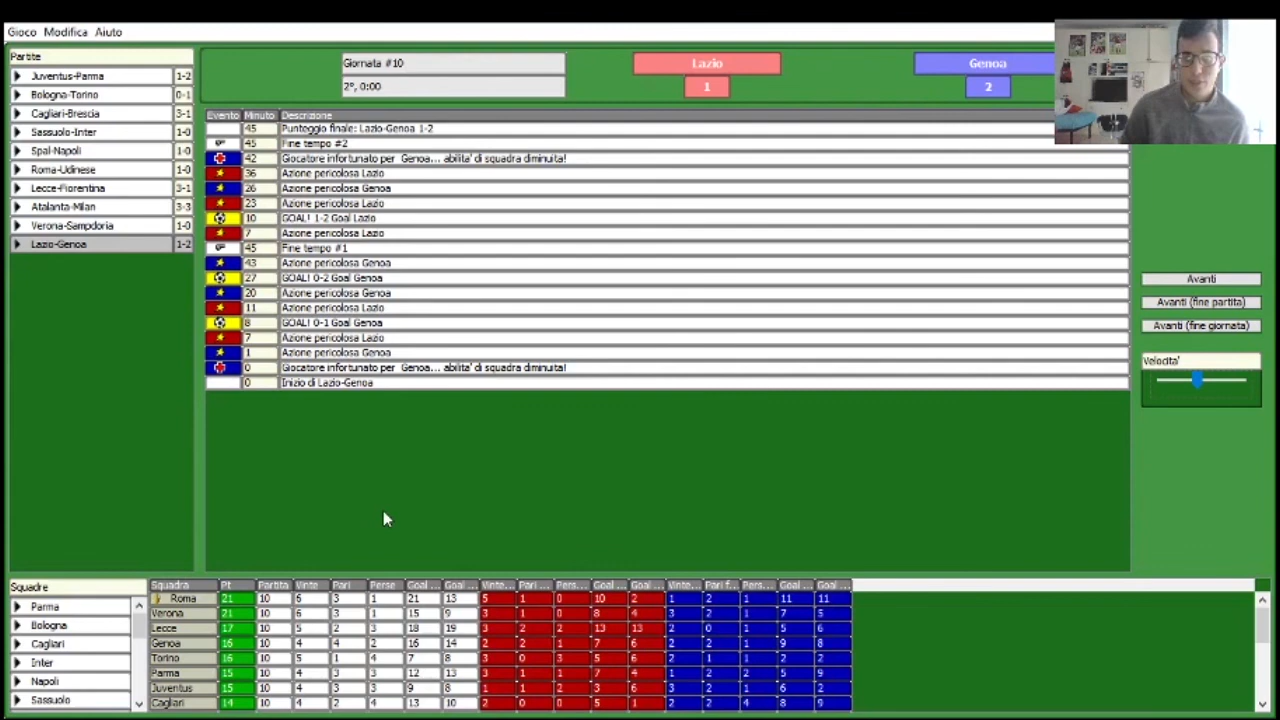 Gioco Modifica Aiuto
Partite
Juventus-Parma 1-2
Bologna-Torino 0-1
Cagliari-Brescia 3-1
Sassuolo-Inter 1-0
Spal-Napoli 1-0
Roma-Udinese 1-0
Lecce-Fiorentina 3-1
Atalanta-Milan 3-3
Verona-Sampdoria 1-0
Lazio-Genoa 1-2
Giornata #10
2°, 0:00
Lazio
1
Genoa
2
Evento Minuto Descrizione
45 Punteggio finale: Lazio-Genoa 1-2
45 Fine tempo #2
42 Giocatore infortunato per Genoa... abilita' di squadra diminuita!
36 Azione pericolosa Lazio
26 Azione pericolosa Genoa
23 Azione pericolosa Lazio
10 GOAL! 1-2 Goal Lazio
7 Azione pericolosa Lazio
45 Fine tempo #1
43 Azione pericolosa Genoa
27 GOAL! 0-2 Goal Genoa
20 Azione pericolosa Genoa
11 Azione pericolosa Lazio
8 GOAL! 0-1 Goal Genoa
7 Azione pericolosa Lazio
1 Azione pericolosa Genoa
0 Giocatore infortunato per Genoa... abilita' di squadra diminuita!
0 Inizio di Lazio-Genoa
Avanti
Avanti (fine partita)
Avanti (fine giornata)
Velocita'
Squadre
Parma
Bologna
Cagliari
Inter
Napoli
Sassuolo
Squadra Pt Partite Vinte Pari Perse Goal ... Goal ... Vinte... Pari ... Pers... Goal ... Goal ... Vinte... Pari f... Pers... Goal ... Goal ...
Roma 21 10 6 3 1 21 13 5 1 0 10 2 1 2 1 11 11
Verona 21 10 6 3 1 15 9 3 1 0 8 4 3 2 1 7 5
Lecce 17 10 5 2 3 18 19 3 2 2 13 13 2 0 1 5 6
Genoa 16 10 4 4 2 16 14 2 2 1 7 6 2 2 1 9 8
Torino 16 10 5 1 4 7 8 3 0 3 5 6 2 1 1 2 2
Parma 15 10 4 3 3 12 13 3 1 1 7 4 1 2 2 5 9
Juventus 15 10 4 3 3 9 8 1 1 2 3 6 3 2 1 6 2
Cagliari 14 10 4 2 4 13 10 2 0 0 5 1 2 2 4 8 9